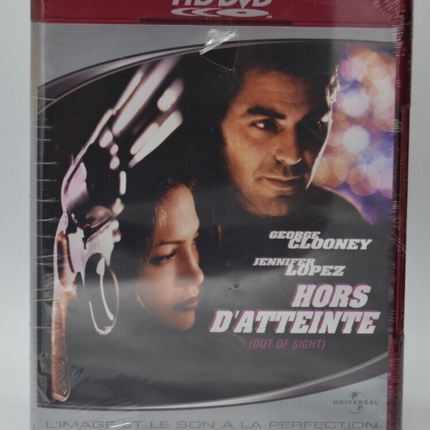 HD DVD
GEORGE
CLOONEY
JENNIFER
LOPEZ
HORS
D'ATTEINTE
(OUT OF SIGHT)
UNIVERSAL
L'IMAGE ET LE SON A LA PERFECTION